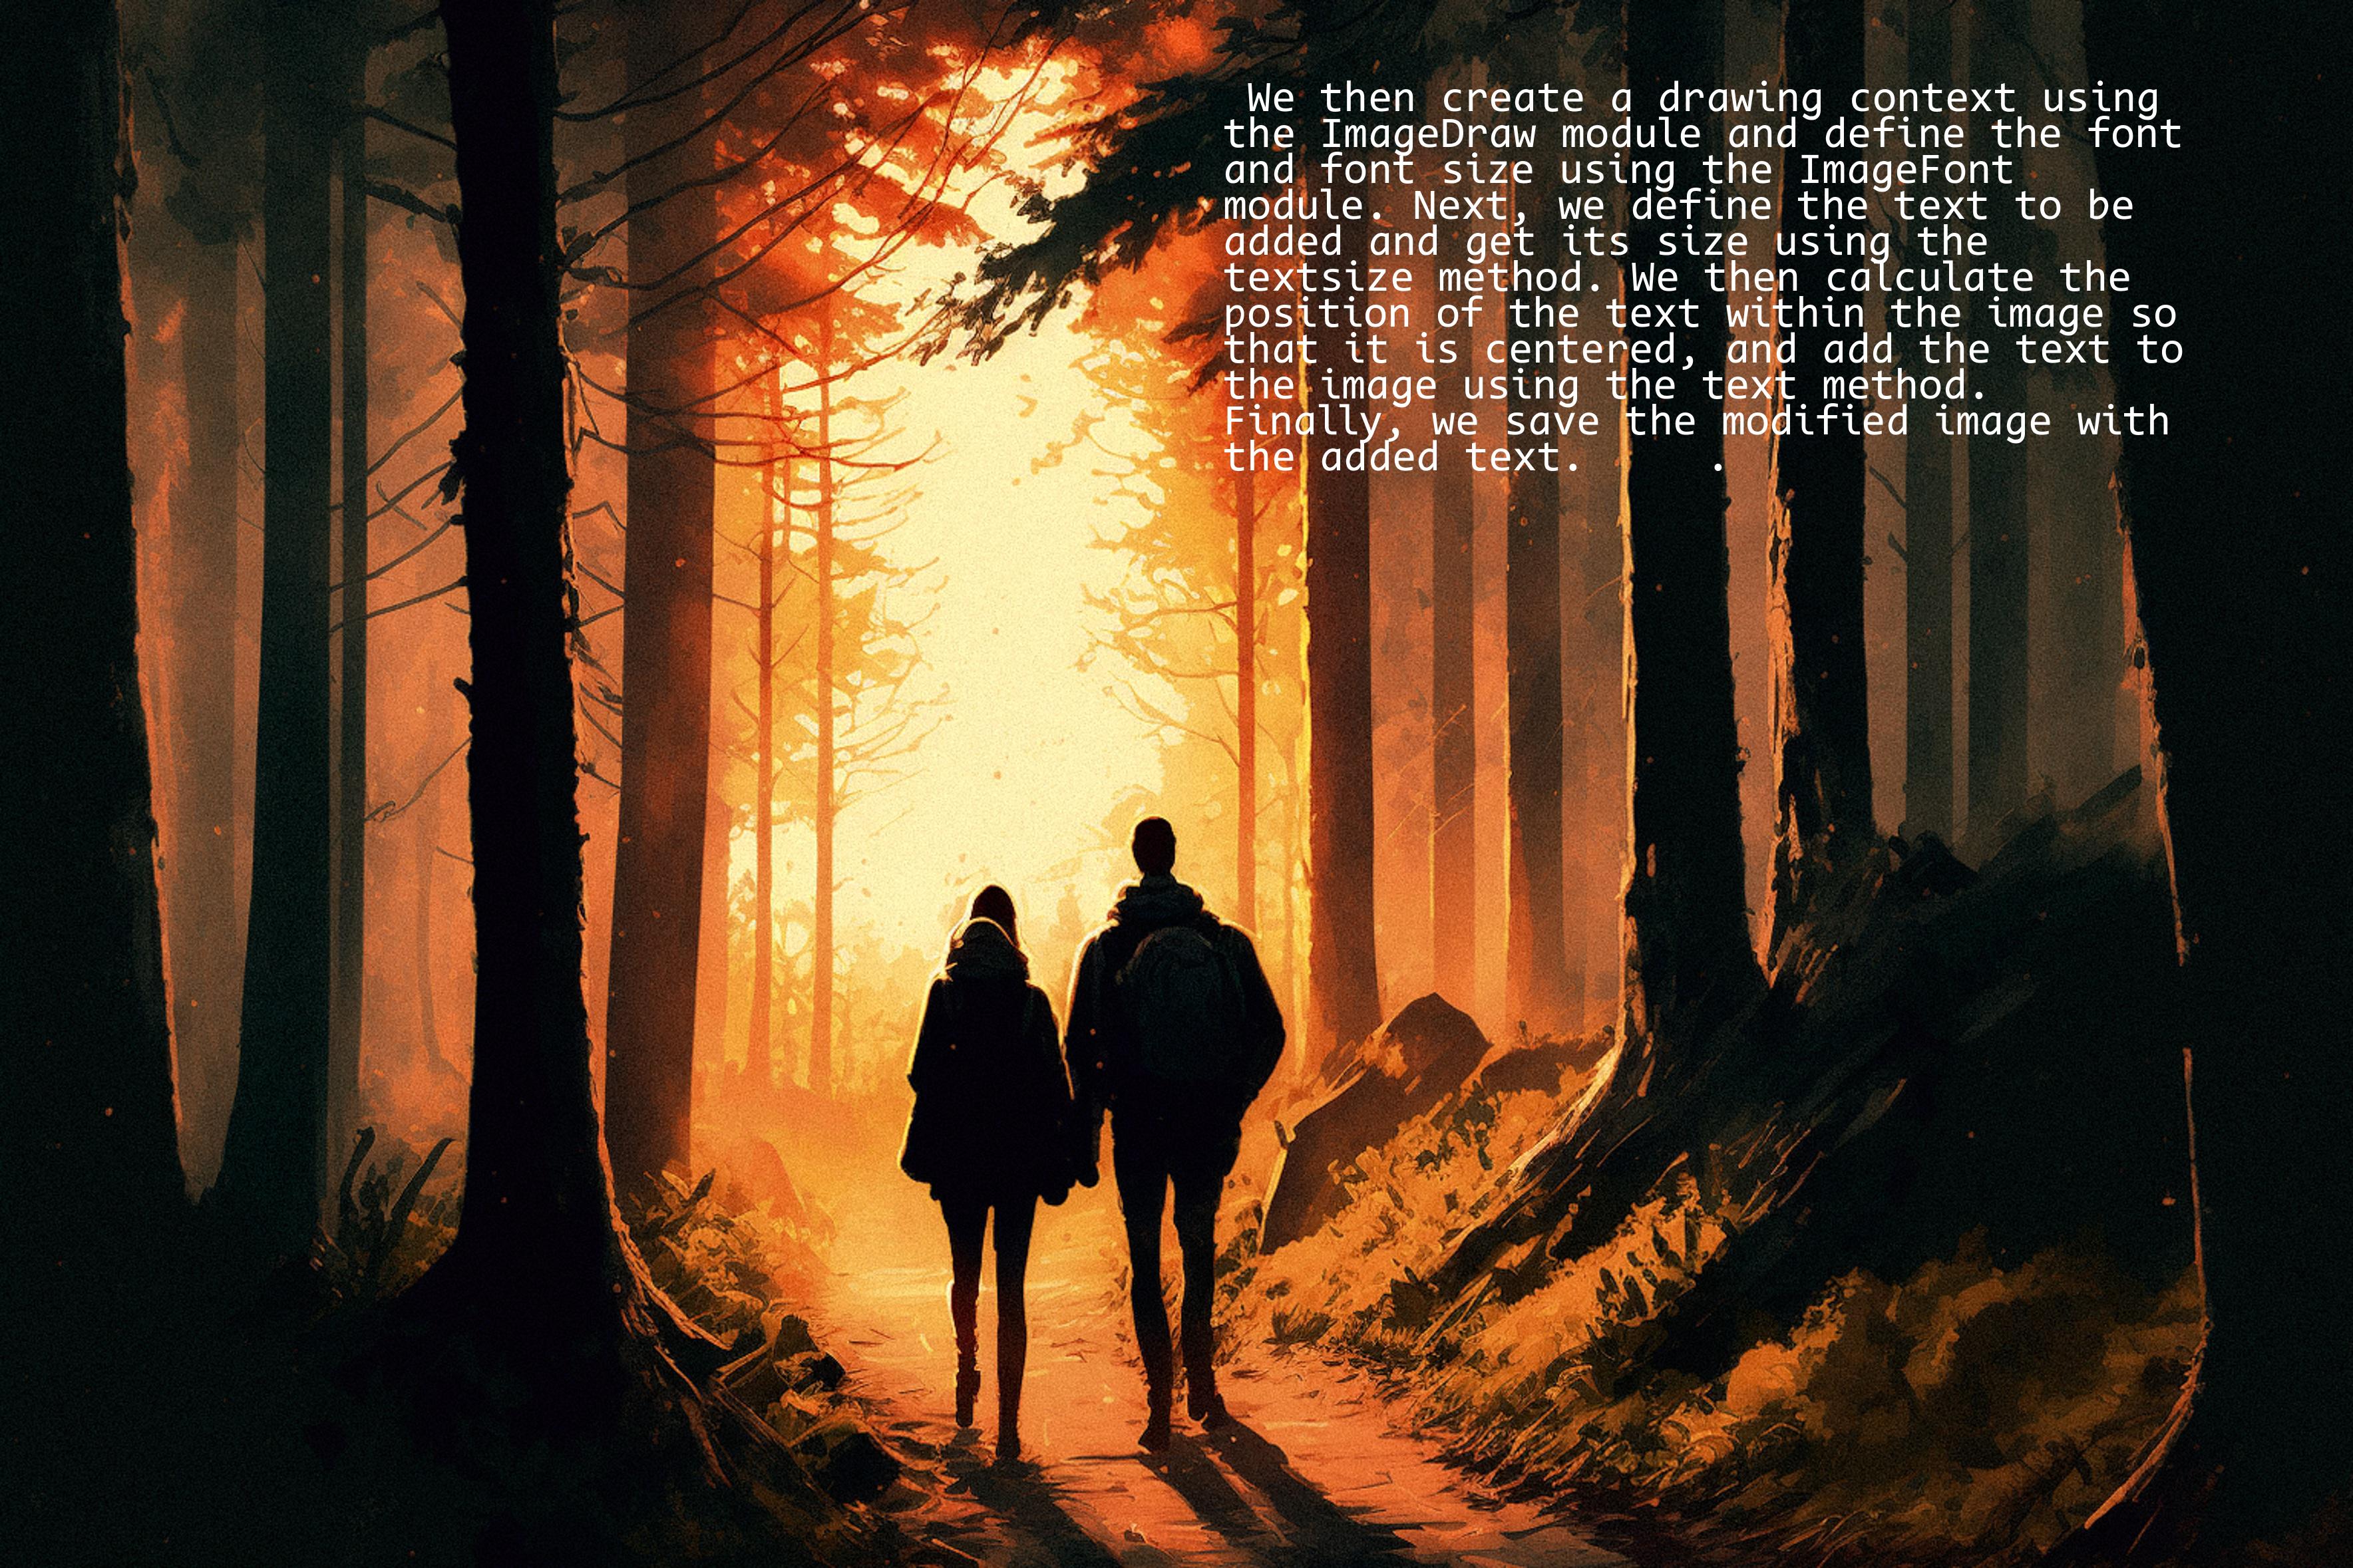 We then create a drawing context using
the ImageDraw module and define the font
and font size using the ImageFont
module. Next, we define the text to be
added and get its size using the
textsize method. We then calculate the
position of the text within the image so
that it is centered, and add the text to
the image using the text method.
Finally, we save the modified image with
the added text.     .